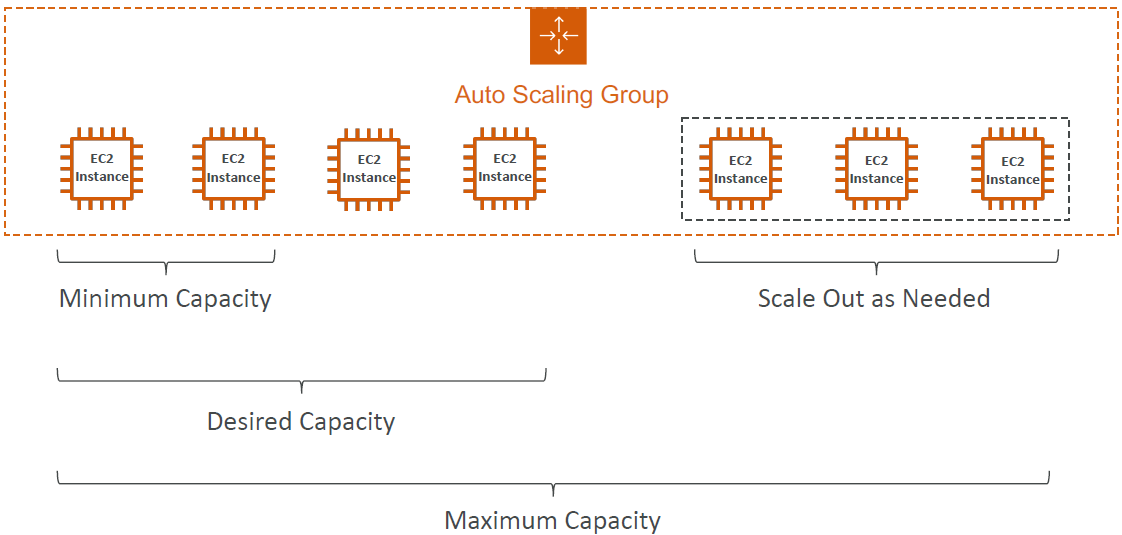 Auto Scaling Group
EC2
Instance
EC2
Instance
EC2
Instance
EC2
Instance
EC2
Instance
EC2
Instance
EC2
Instance
Minimum Capacity
Scale Out as Needed
Desired Capacity
Maximum Capacity